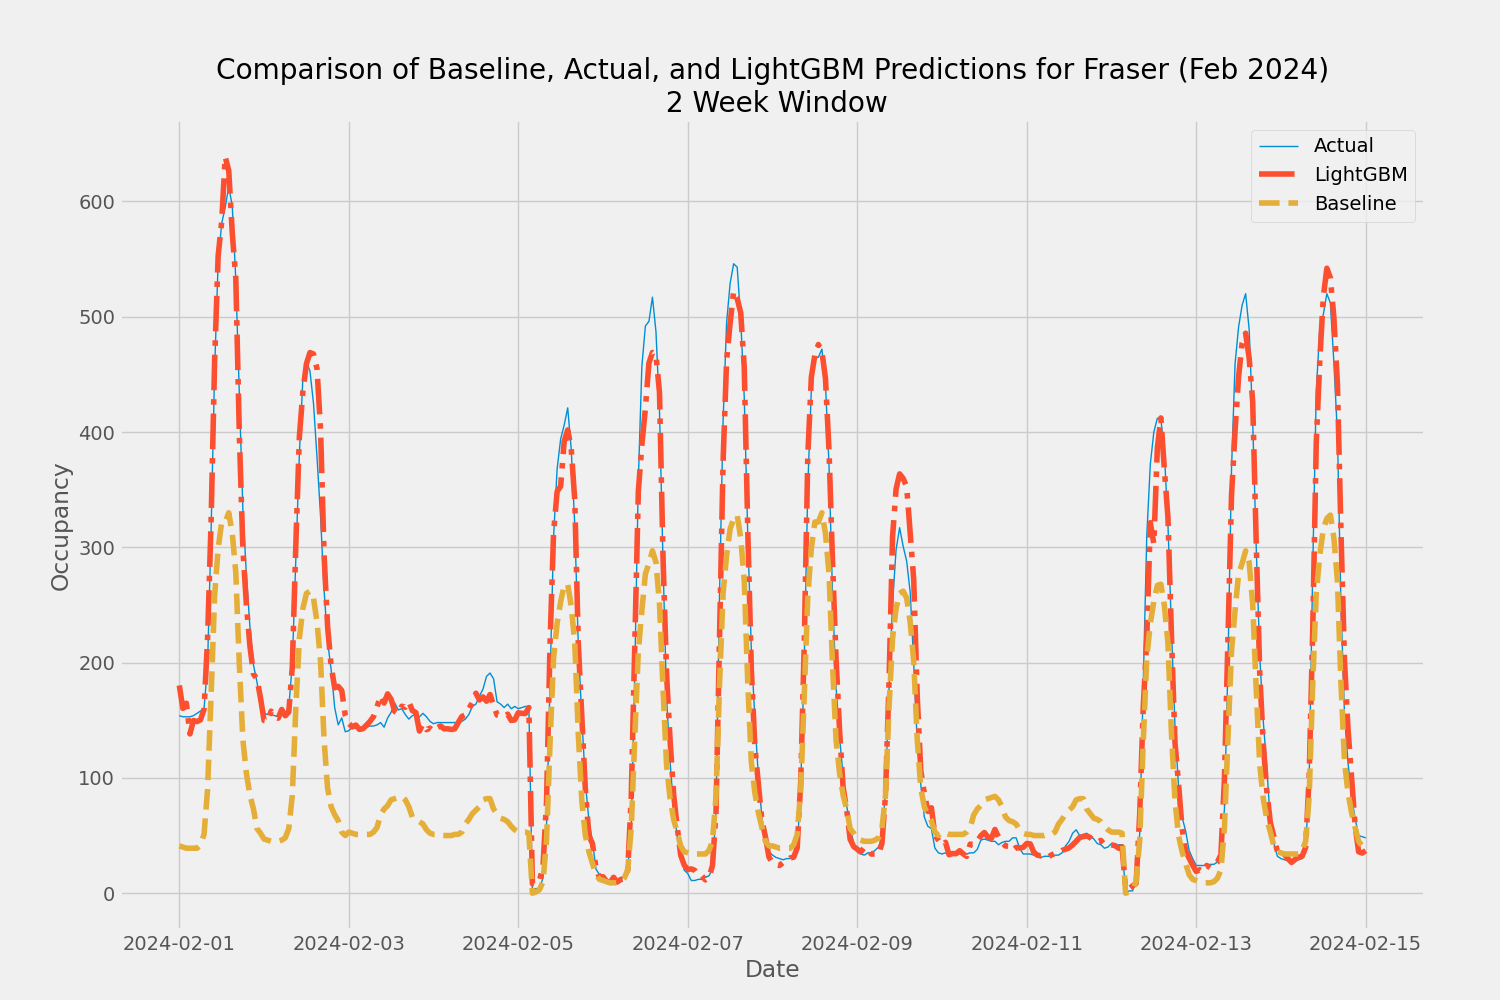 Comparison of Baseline, Actual, and LightGBM Predictions for Fraser (Feb 2024)
2 Week Window
Actual
LightGBM
Baseline
600
500
400
300
200
100
0
Occupancy
2024-02-01
2024-02-03
2024-02-05
2024-02-07
2024-02-09
2024-02-11
2024-02-13
2024-02-15
Date